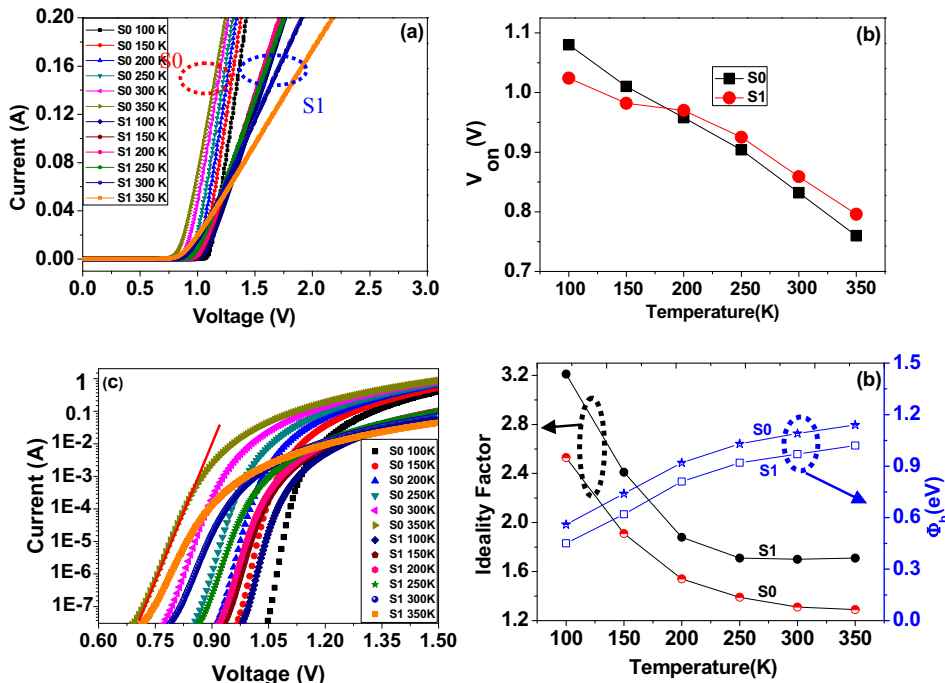 (a)
Current (A)
0.20
0.16
0.12
0.08
0.04
0.00
S0
S1
S0 100 K
S0 150 K
S0 200 K
S0 250 K
S0 300 K
S0 350 K
S1 100 K
S1 150 K
S1 200 K
S1 250 K
S1 300 K
S1 350 K
0.0 0.5 1.0 1.5 2.0 2.5 3.0
Voltage (V)
(b)
V_on (V)
1.1
1.0
0.9
0.8
0.7
S0
S1
100 150 200 250 300 350
Temperature(K)
(c)
Current (A)
1
0.1
1E-2
1E-3
1E-4
1E-5
1E-6
1E-7
S0 100K
S0 150K
S0 200K
S0 250K
S0 300K
S0 350K
S1 100K
S1 150K
S1 200K
S1 250K
S1 300K
S1 350K
0.60 0.75 0.90 1.05 1.20 1.35 1.50
Voltage (V)
(b)
Ideality Factor
3.2
2.8
2.4
2.0
1.6
1.3
S0
S1
S1
S0
1.5
1.2
0.9
0.6
0.4
0.2
0.0
Φ_b(eV)
100 150 200 250 300 350
Temperature(K)